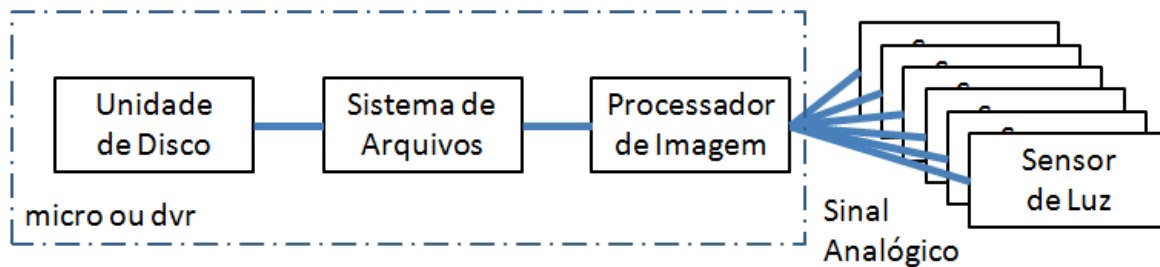 Unidade
de Disco
Sistema de
Arquivos
Processador
de Imagem
Sensor
de Luz
micro ou dvr
Sinal
Analógico